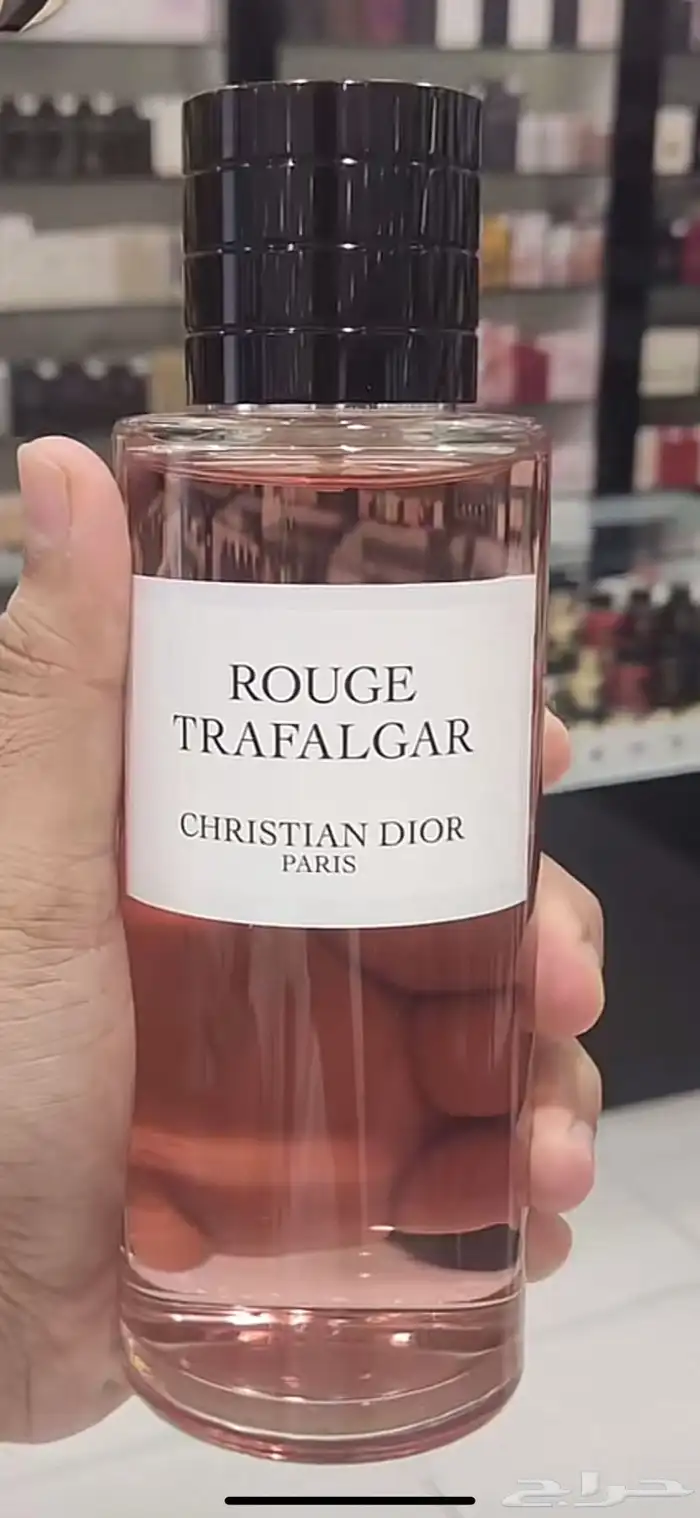 ROUGE
TRAFALGAR
CHRISTIAN DIOR
PARIS
حراج